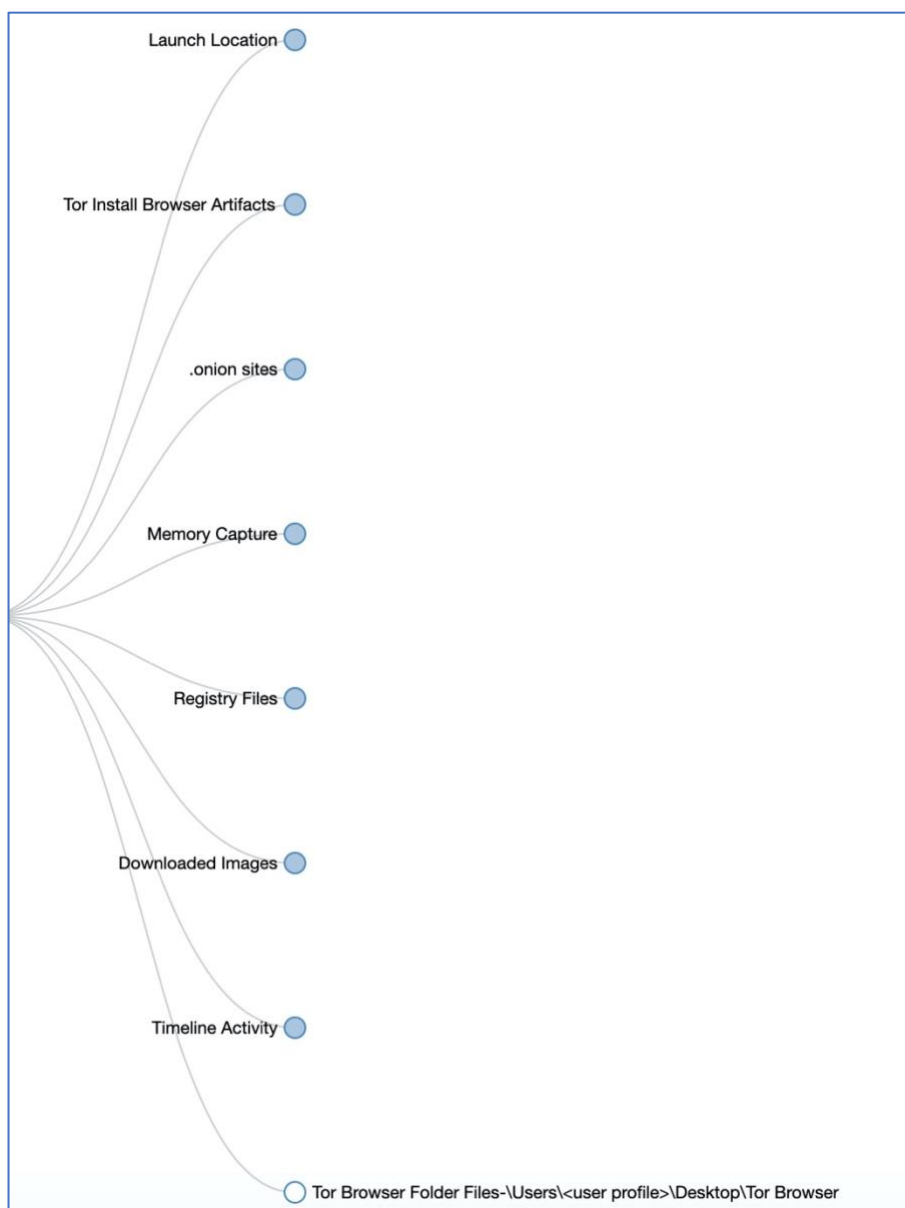 Launch Location
Tor Install Browser Artifacts
.onion sites
Memory Capture
Registry Files
Downloaded Images
Timeline Activity
Tor Browser Folder Files-\Users\<user profile>\Desktop\Tor Browser